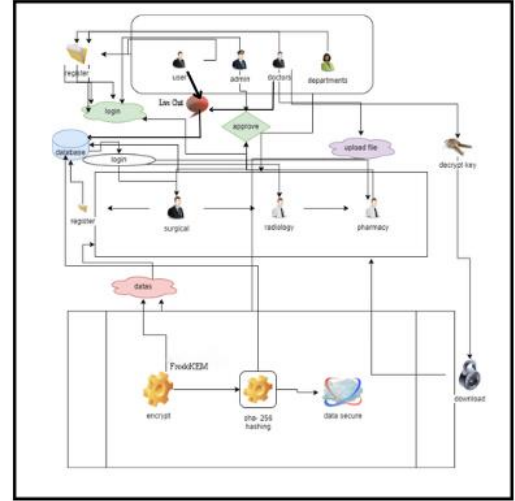 user
admin
doctors
departments
register
Log Out
login
approve
upload file
database
login
decrypt key
register
surgical
radiology
pharmacy
datas
FrodoKEM
encrypt
sha- 256
hashing
data secure
download